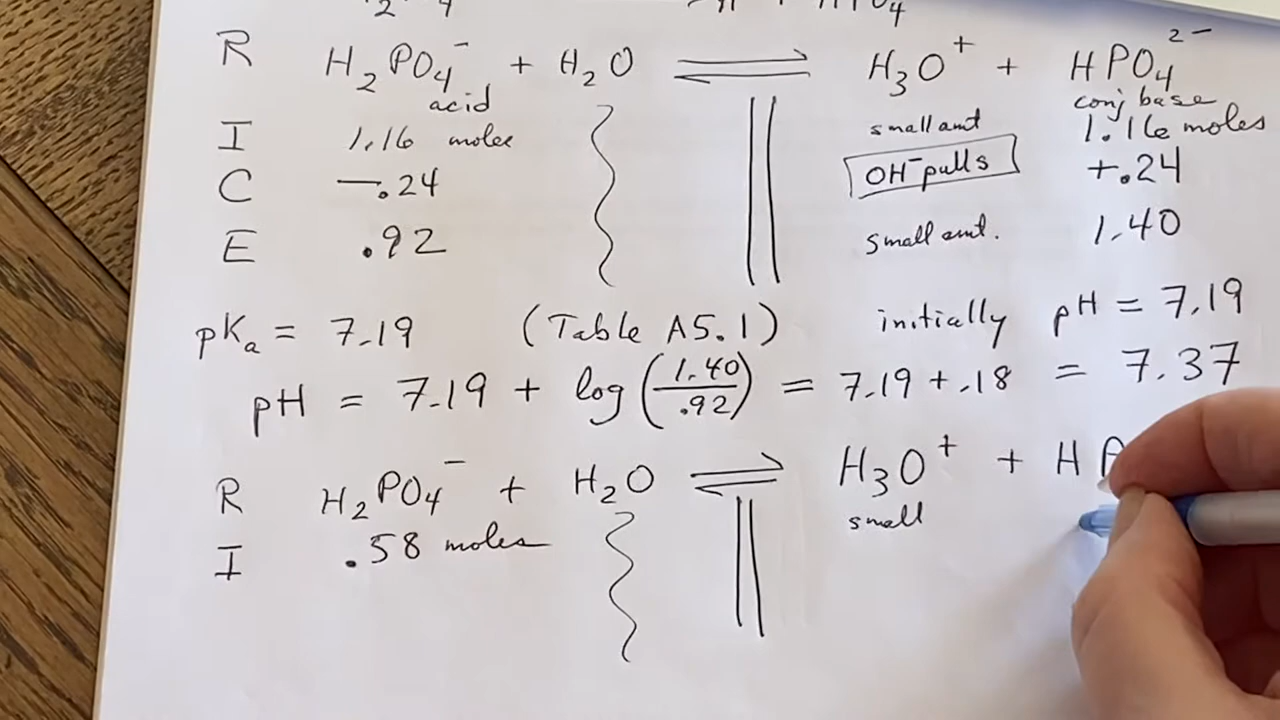 R H₂PO₄⁻ + H₂O ⇌ H₃O⁺ + HPO₄²⁻
acid conj base
I 1.16 moles small amt 1.16 moles
C -.24 OH⁻ pulls +.24
E .92 small amt. 1.40
pKₐ = 7.19 (Table A5.1) initially pH = 7.19
pH = 7.19 + log(1.40/.92) = 7.19 + .18 = 7.37
R H₂PO₄⁻ + H₂O ⇌ H₃O⁺ + H
I .58 moles small